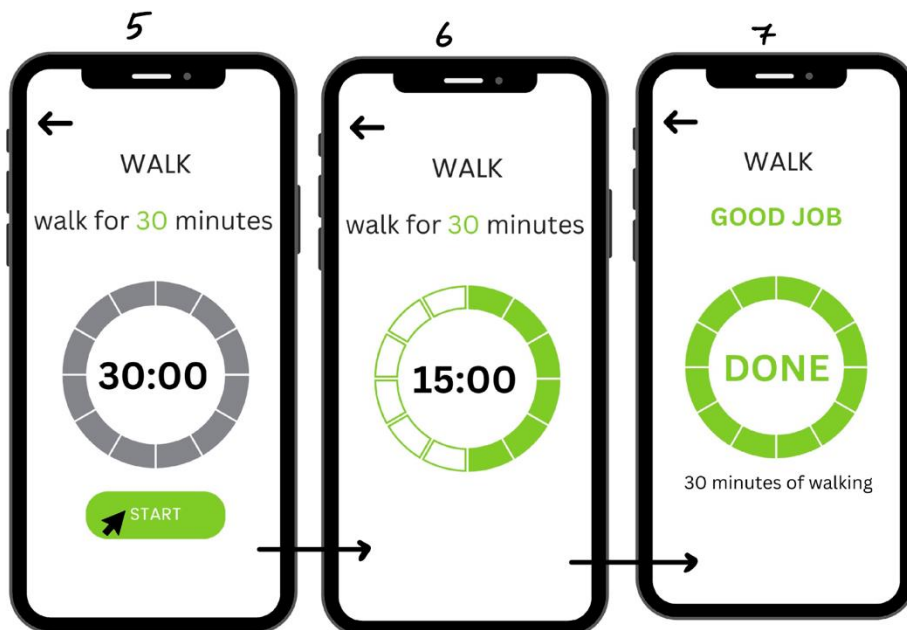 5
WALK
walk for 30 minutes
30:00
START
6
WALK
walk for 30 minutes
15:00
7
WALK
GOOD JOB
DONE
30 minutes of walking